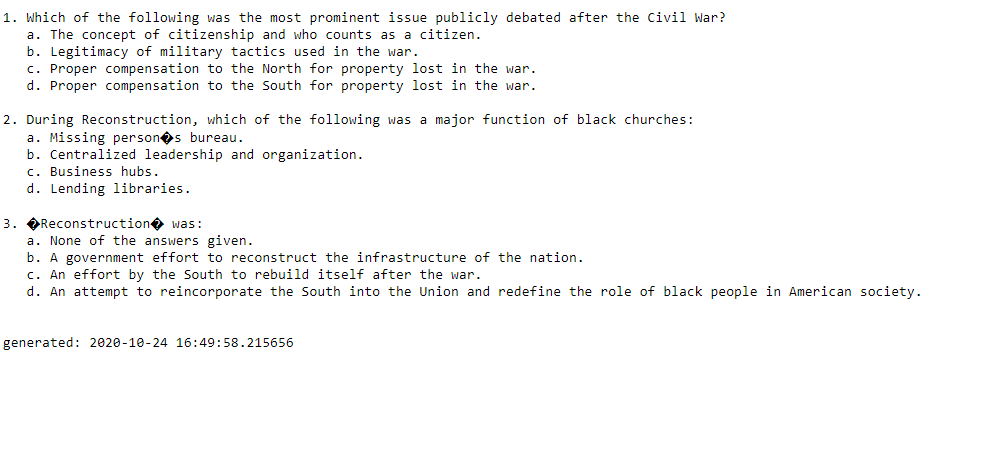 1. Which of the following was the most prominent issue publicly debated after the Civil War?
a. The concept of citizenship and who counts as a citizen.
b. Legitimacy of military tactics used in the war.
c. Proper compensation to the North for property lost in the war.
d. Proper compensation to the South for property lost in the war.
2. During Reconstruction, which of the following was a major function of black churches:
a. Missing person�s bureau.
b. Centralized leadership and organization.
c. Business hubs.
d. Lending libraries.
3. �Reconstruction� was:
a. None of the answers given.
b. A government effort to reconstruct the infrastructure of the nation.
c. An effort by the South to rebuild itself after the war.
d. An attempt to reincorporate the South into the Union and redefine the role of black people in American society.
generated: 2020-10-24 16:49:58.215656